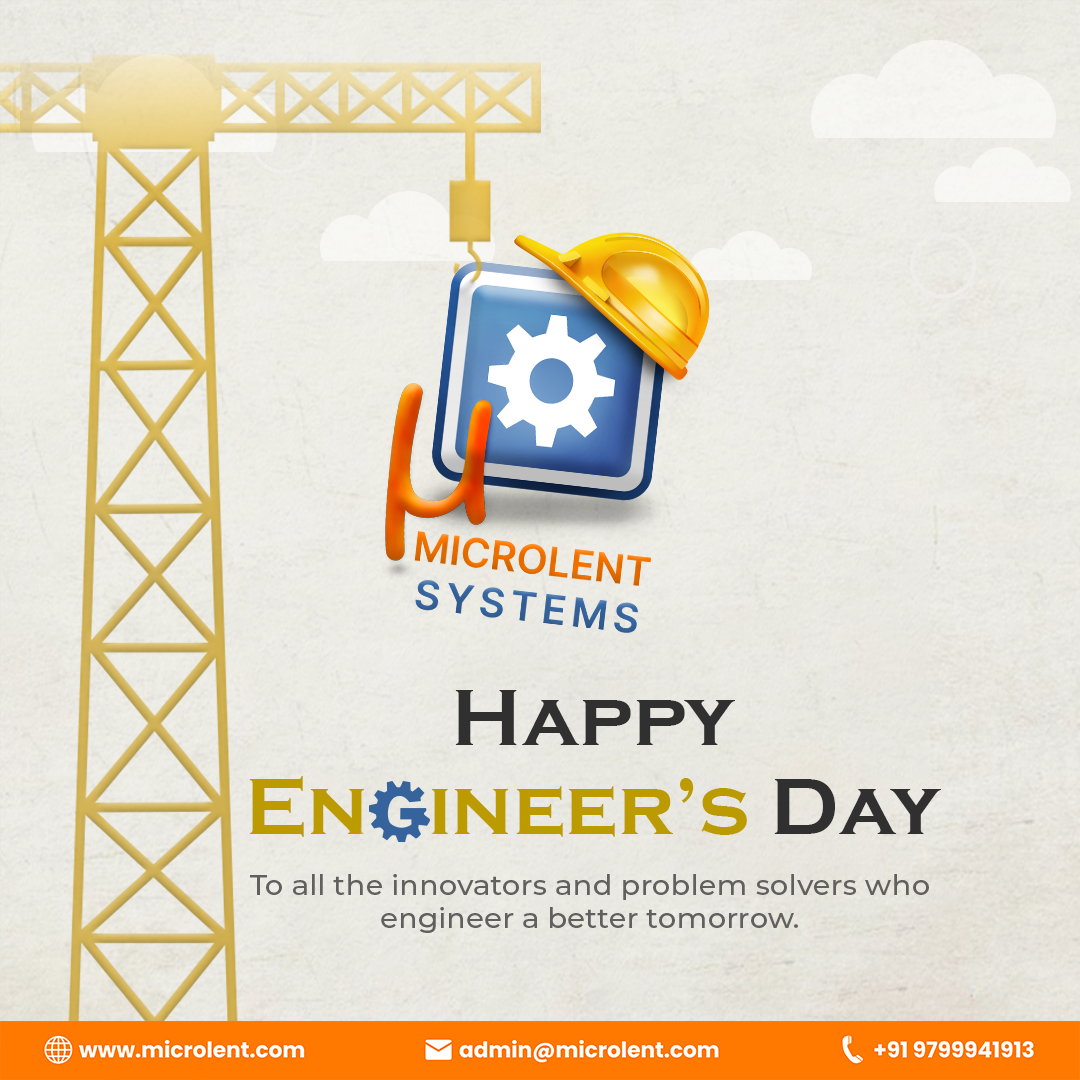 μ
MICROLENT
SYSTEMS
HAPPY
ENGINEER'S DAY
To all the innovators and problem solvers who
engineer a better tomorrow.
www.microlent.com admin@microlent.com +91 9799941913